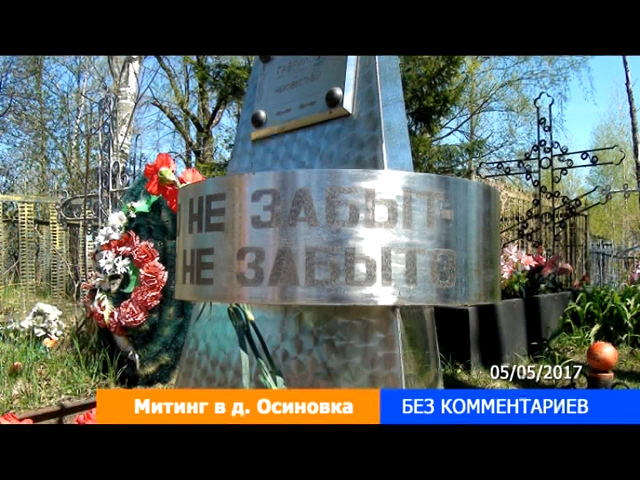 НЕ ЗАБЫТ-
НЕ ЗАБЫТО
05/05/2017
Митинг в д. Осиновка
БЕЗ КОММЕНТАРИЕВ